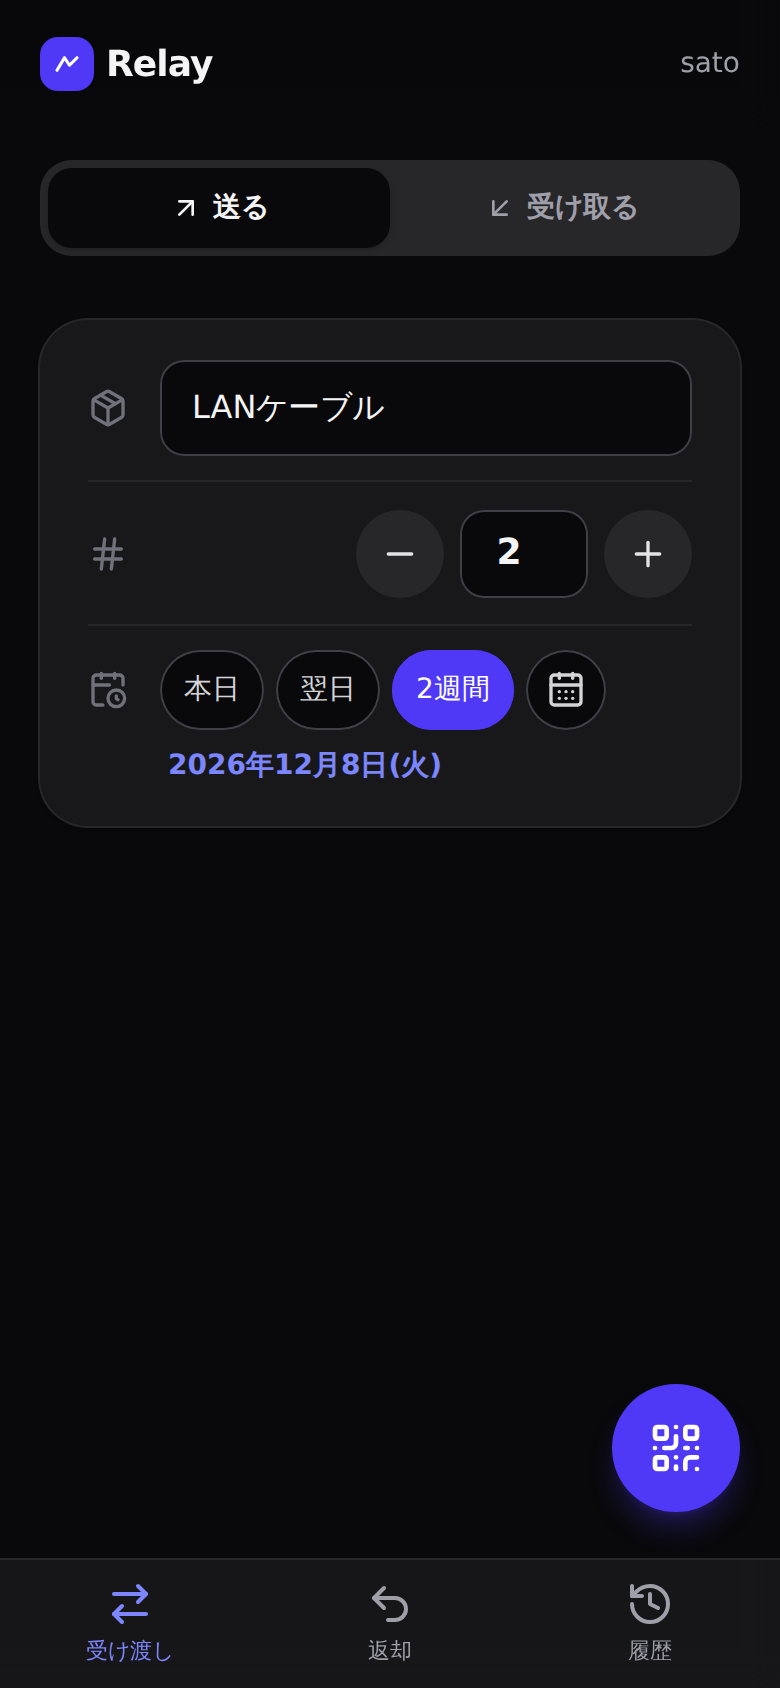 Relay
sato
送る
受け取る
LANケーブル
2
本日
翌日
2週間
2026年12月8日(火)
受け渡し
返却
履歴